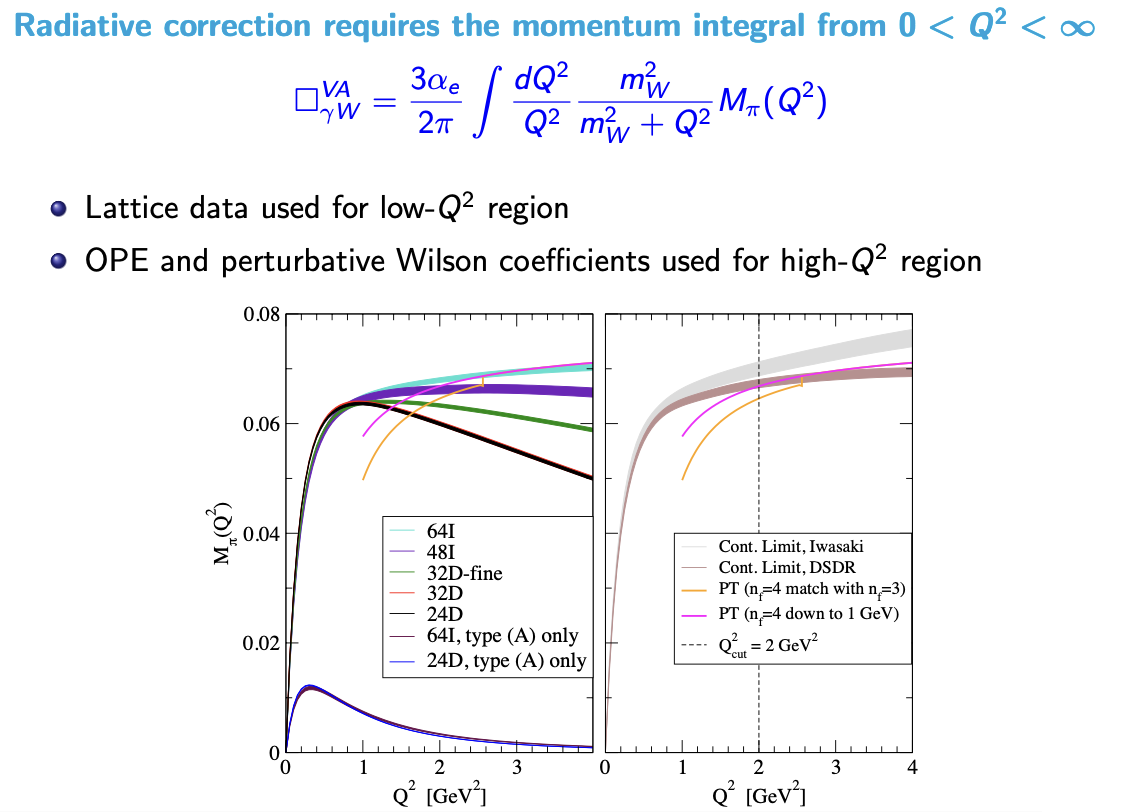 Radiative correction requires the momentum integral from 0 < Q² < ∞
□_{γW}^{VA} = \frac{3α_e}{2π} ∫ \frac{dQ²}{Q²} \frac{m_W²}{m_W² + Q²} M_π(Q²)
Lattice data used for low-Q² region
OPE and perturbative Wilson coefficients used for high-Q² region
0.08
0.06
0.04
0.02
0
M_π(Q²)
64I
48I
32D-fine
32D
24D
64I, type (A) only
24D, type (A) only
0 1 2 3
Q² [GeV²]
Cont. Limit, Iwasaki
Cont. Limit, DSDR
PT (n_f=4 match with n_f=3)
PT (n_f=4 down to 1 GeV)
Q²_cut = 2 GeV²
0 1 2 3 4
Q² [GeV²]